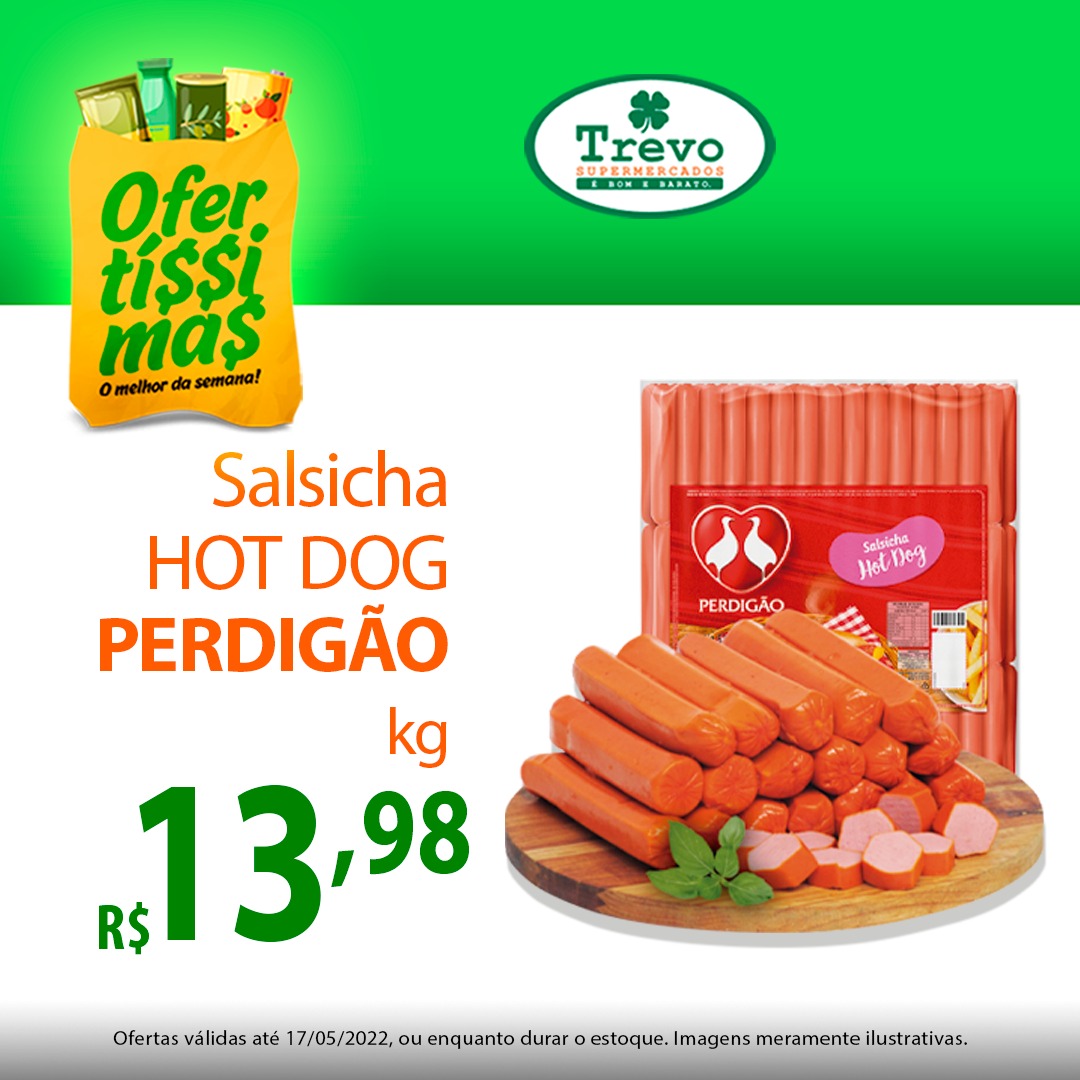 Ofer
tí$$i
ma$
O melhor da semana!
Trevo
SUPERMERCADOS
É BOM E BARATO.
Salsicha
HOT DOG
PERDIGÃO
kg
R$13,98
PERDIGÃO
Salsicha
Hot Dog
Ofertas válidas até 17/05/2022, ou enquanto durar o estoque. Imagens meramente ilustrativas.